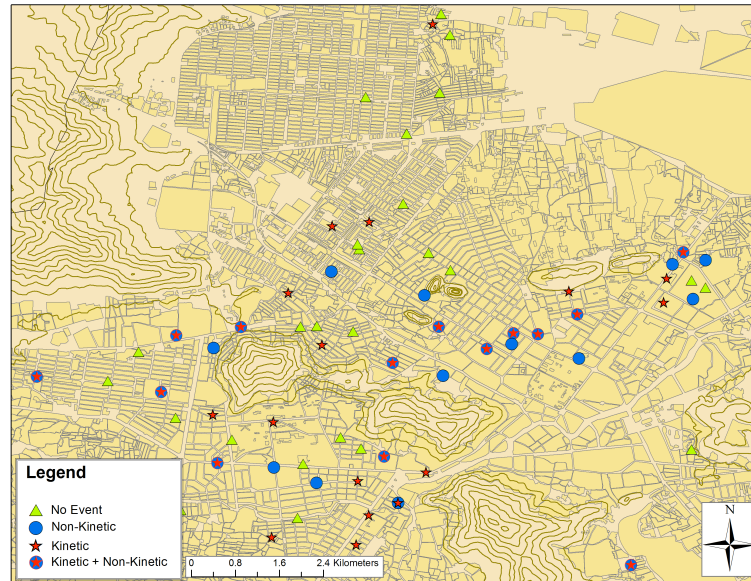 Legend
No Event
Non-Kinetic
Kinetic
Kinetic + Non-Kinetic
0 0.8 1.6 2.4 Kilometers
N